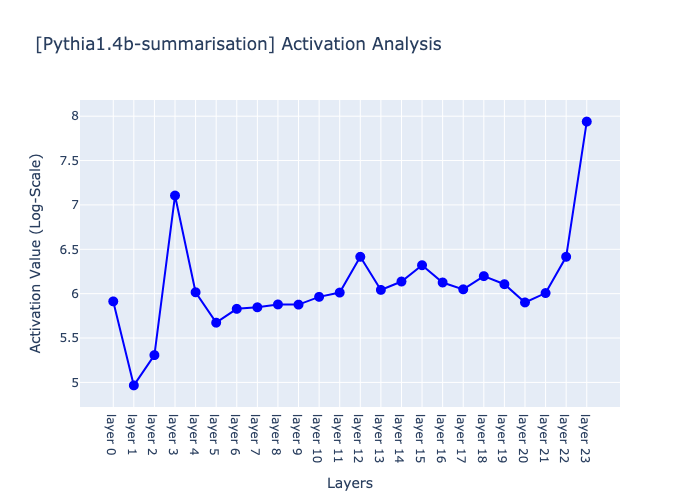 [Pythia1.4b-summarisation] Activation Analysis
Activation Value (Log-Scale)
8
7.5
7
6.5
6
5.5
5
layer 0
layer 1
layer 2
layer 3
layer 4
layer 5
layer 6
layer 7
layer 8
layer 9
layer 10
layer 11
layer 12
layer 13
layer 14
layer 15
layer 16
layer 17
layer 18
layer 19
layer 20
layer 21
layer 22
layer 23
Layers